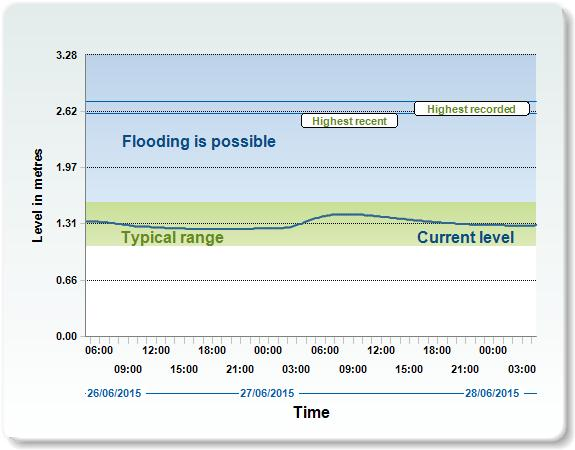 3.28
2.62
Highest recorded
Highest recent
Flooding is possible
1.97
Level in metres
1.31
Typical range
Current level
0.66
0.00
06:00 12:00 18:00 00:00 06:00 12:00 18:00 00:00
09:00 15:00 21:00 03:00 09:00 15:00 21:00 03:00
26/06/2015 27/06/2015 28/06/2015
Time